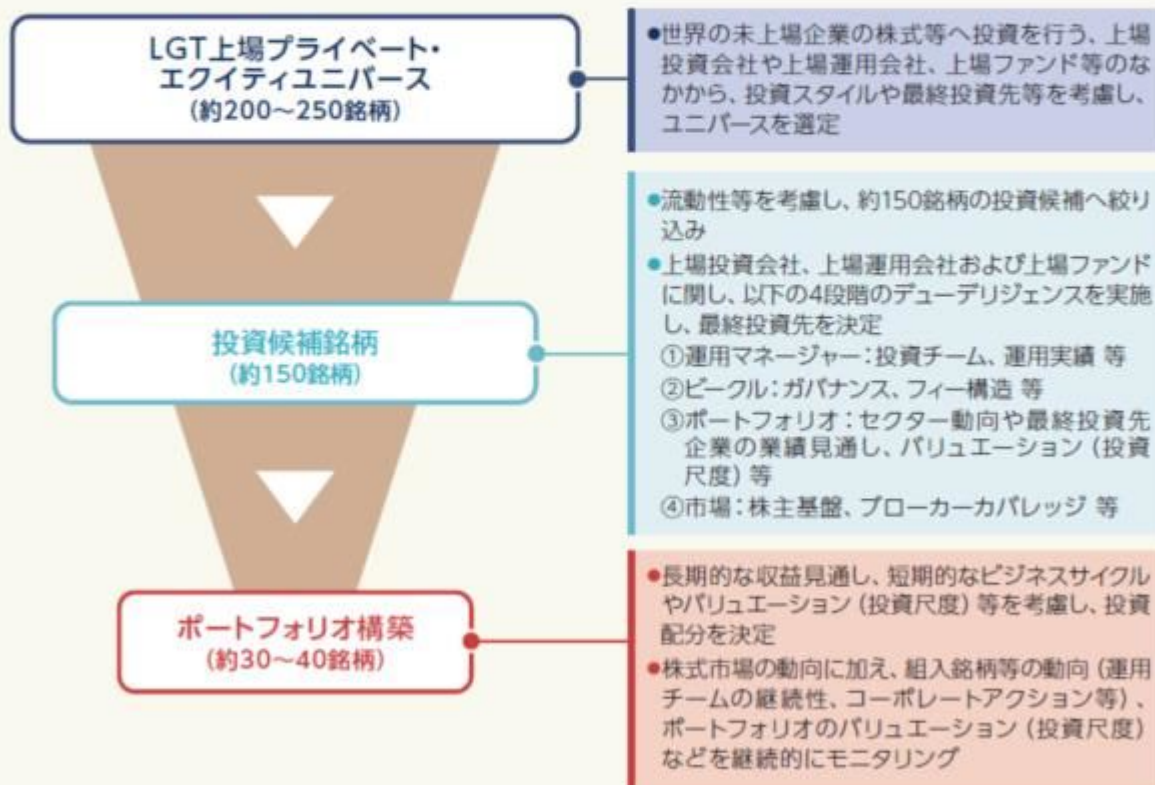 LGT上場プライベート・
エクイティユニバース
(約200～250銘柄)
●世界の未上場企業の株式等へ投資を行う、上場
投資会社や上場運用会社、上場ファンド等のな
かから、投資スタイルや最終投資先等を考慮し、
ユニバースを選定
投資候補銘柄
(約150銘柄)
●流動性等を考慮し、約150銘柄の投資候補へ絞り
込み
●上場投資会社、上場運用会社および上場ファンド
に関し、以下の4段階のデューデリジェンスを実施
し、最終投資先を決定
①運用マネージャー：投資チーム、運用実績 等
②ビークル：ガバナンス、フィー構造 等
③ポートフォリオ：セクター動向や最終投資先
企業の業績見通し、バリュエーション（投資
尺度）等
④市場：株主基盤、ブローカーカバレッジ 等
ポートフォリオ構築
(約30～40銘柄)
●長期的な収益見通し、短期的なビジネスサイクル
やバリュエーション（投資尺度）等を考慮し、投資
配分を決定
●株式市場の動向に加え、組入銘柄等の動向（運用
チームの継続性、コーポレートアクション等）、
ポートフォリオのバリュエーション（投資尺度）
などを継続的にモニタリング